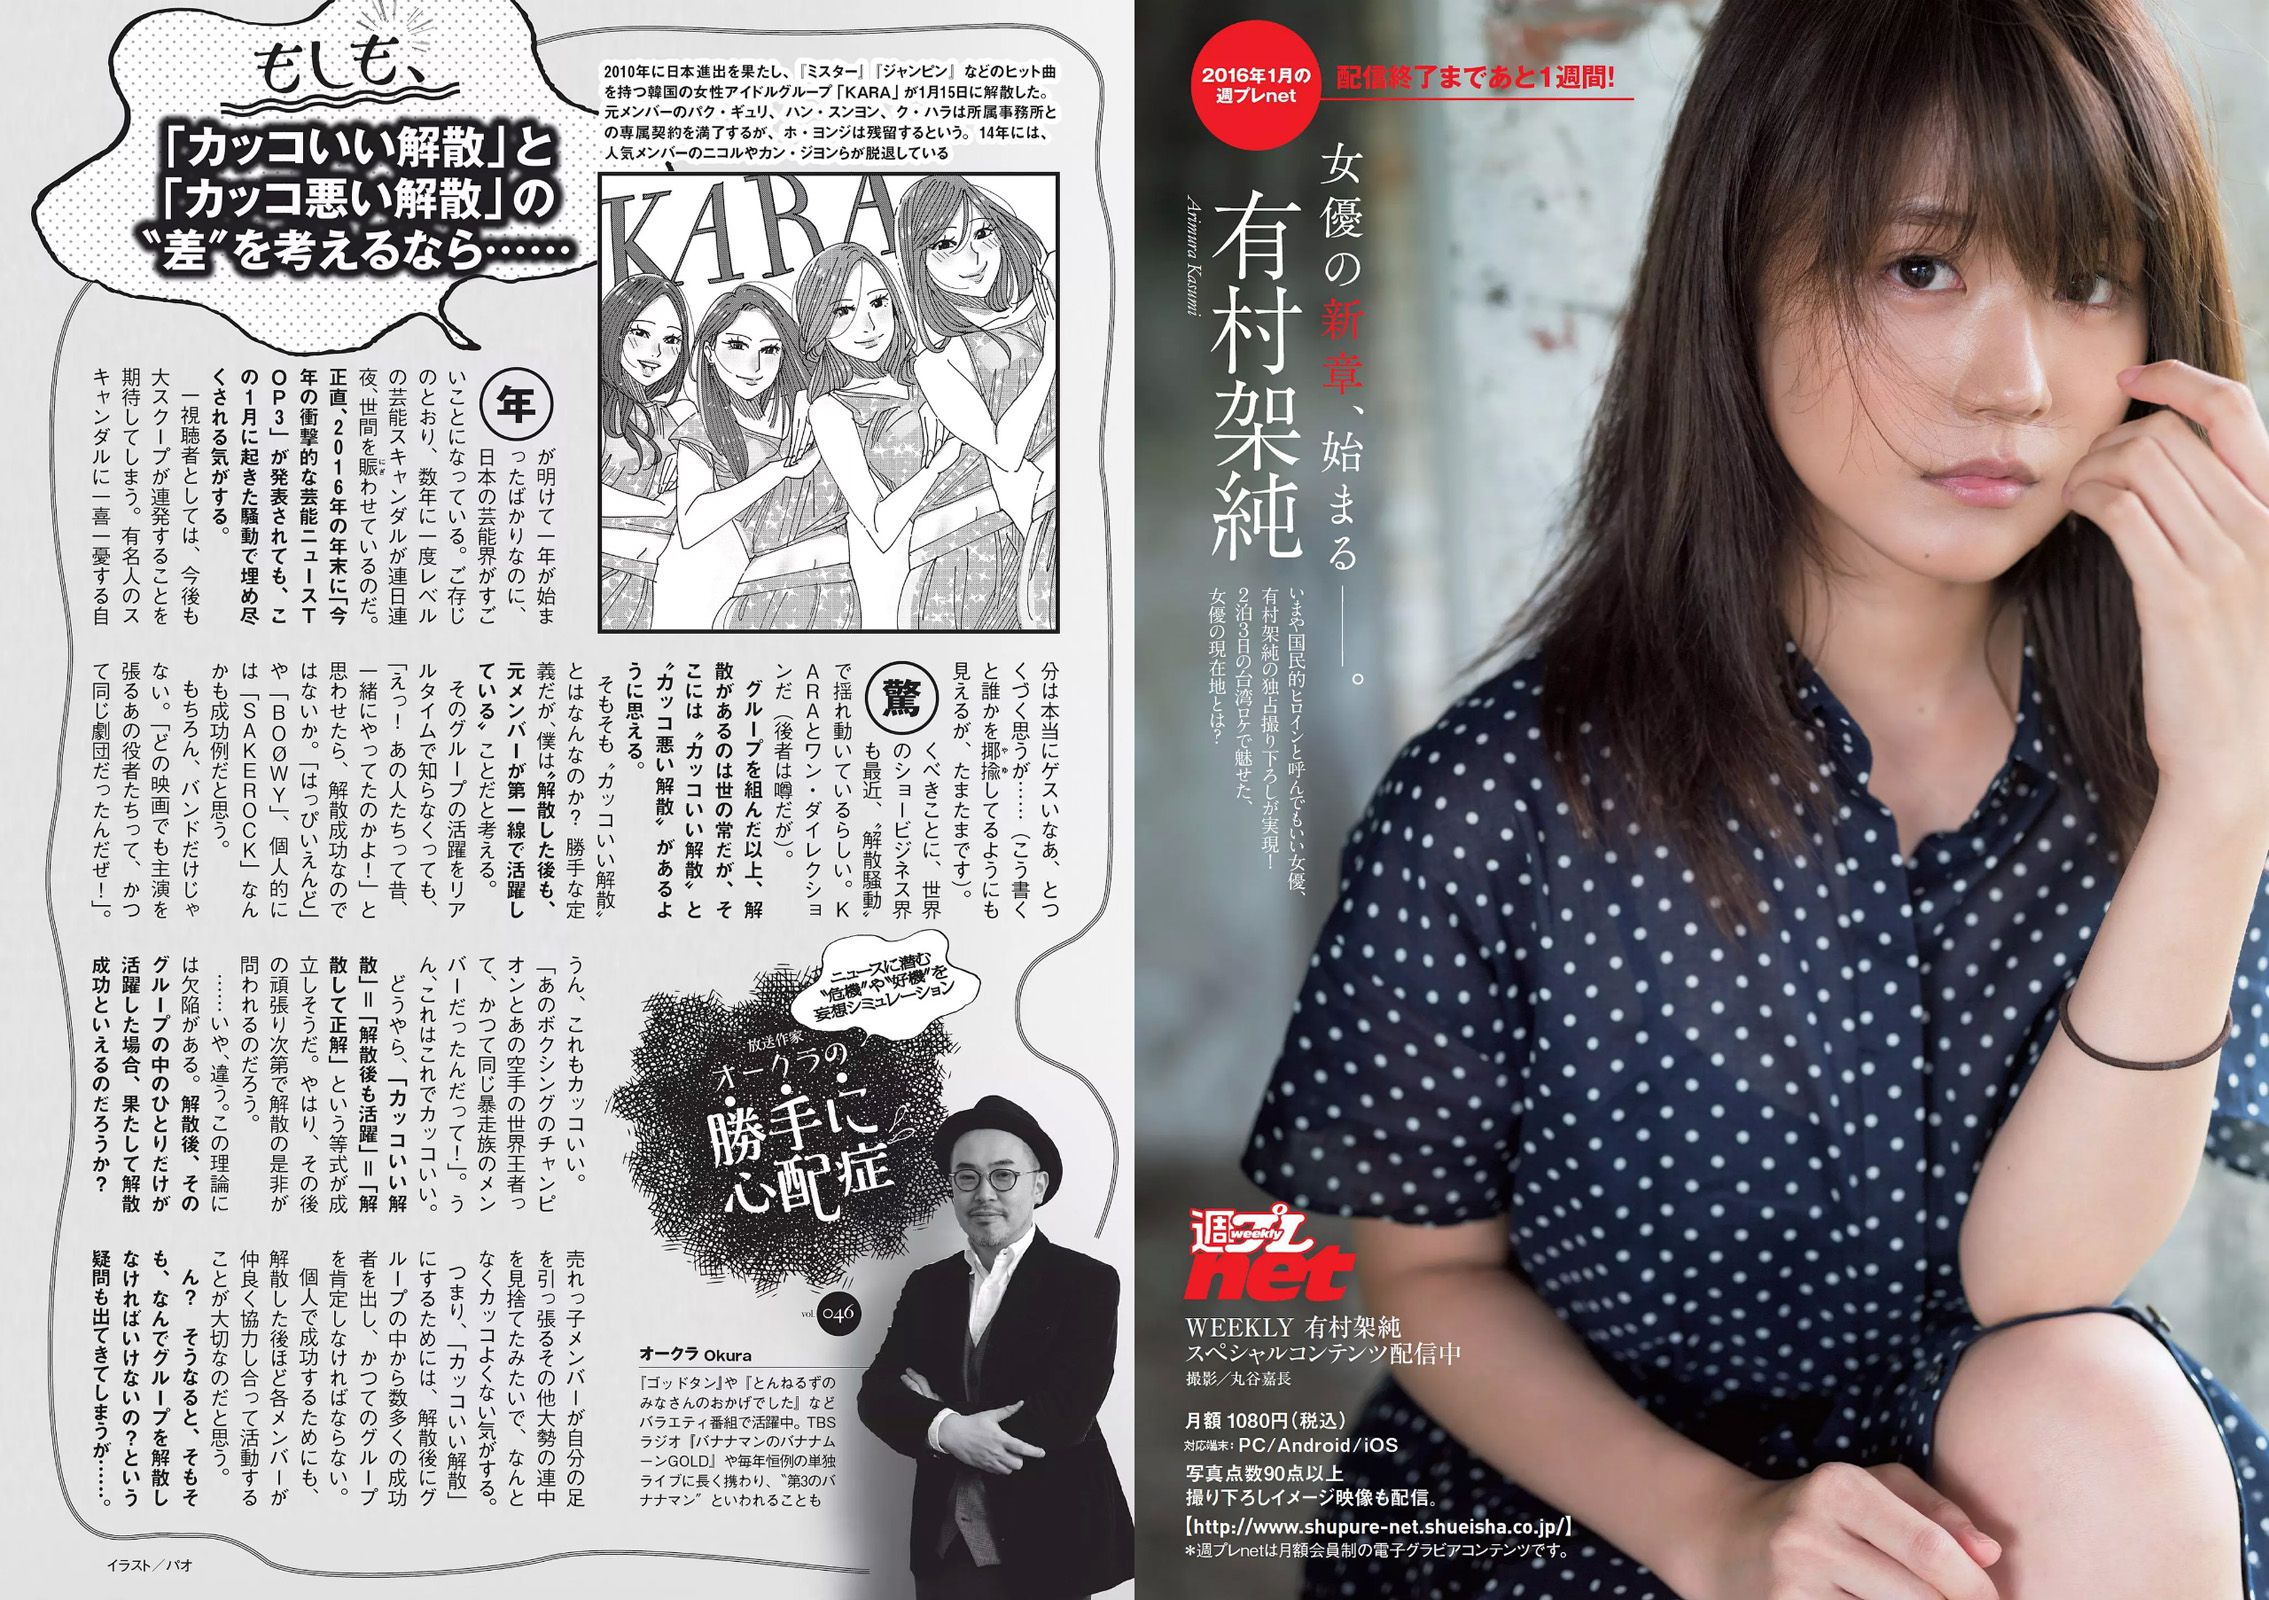 もしも、
「カッコいい解散」と
「カッコ悪い解散」の
〝差〟を考えるなら……
2010年に日本進出を果たし、『ミスター』『ジャンピン』などのヒット曲
を持つ韓国の女性アイドルグループ「KARA」が1月15日に解散した。
元メンバーのパク・ギュリ、ハン・スンヨン、ク・ハラは所属事務所と
の専属契約を満了するが、ホ・ヨンジは残留するという。14年には、
人気メンバーのニコルやカン・ジヨンらが脱退している
KARA
年が明けて一年が始ま
ったばかりなのに、
日本の芸能界がすご
いことになっている。ご存じ
のとおり、数年に一度レベル
の芸能スキャンダルが連日連
夜、世間を賑わせているのだ。
正直、2016年の年末に「今
年の衝撃的な芸能ニュースT
OP3」が発表されても、こ
の1月に起きた騒動で埋め尽
くされる気がする。
一視聴者としては、今後も
大スクープが連発することを
期待してしまう。有名人のス
キャンダルに一喜一憂する自
分は本当にゲスいなあ、とつ
くづく思うが……（こう書く
と誰かを揶揄してるようにも
見えるが、たまたまです）。
驚くべきことに、世界
のショービジネス界
も最近、〝解散騒動〟
で揺れ動いているらしい。K
ARAとワン・ダイレクショ
ンだ（後者は噂だが）。
グループを組んだ以上、解
散があるのは世の常だが、そ
こには〝カッコいい解散〟と
〝カッコ悪い解散〟があるよ
うに思える。
そもそも〝カッコいい解散〟
とはなんなのか？ 勝手な定
義だが、僕は〝解散した後も、
元メンバーが第一線で活躍し
ている〟ことだと考える。
そのグループの活躍をリア
ルタイムで知らなくっても、
「えっ！ あの人たちって昔、
一緒にやってたのかよ！」と
思わせたら、解散成功なので
はないか。「はっぴいえんど」
や「BOØWY」、個人的に
は「SAKEROCK」なん
かも成功例だと思う。
もちろん、バンドだけじゃ
ない。「どの映画でも主演を
張るあの役者たちって、かつ
て同じ劇団だったんだぜ！」。
うん、これもカッコいい。
「あのボクシングのチャンピ
オンとあの空手の世界王者っ
て、かつて同じ暴走族のメン
バーだったんだって！」。う
ん、これはこれでカッコいい。
どうやら、「カッコいい解
散」＝「解散後も活躍」＝「解
散して正解」という等式が成
立しそうだ。やはり、その後
の頑張り次第で解散の是非が
問われるのだろう。
……いや、違う。この理論に
は欠陥がある。解散後、その
グループの中のひとりだけが
活躍した場合、果たして解散
成功といえるのだろうか？
売れっ子メンバーが自分の足
を引っ張るその他大勢の連中
を見捨てたみたいで、なんと
なくカッコよくない気がする。
つまり、「カッコいい解散」
にするためには、解散後にグ
ループの中から数多くの成功
者を出し、かつてのグループ
を肯定しなければならない。
個人で成功するためにも、
解散した後ほど各メンバーが
仲良く協力し合って活動する
ことが大切なのだと思う。
ん？ そうなると、そもそ
も、なんでグループを解散し
なければいけないの？という
疑問も出てきてしまうが……。
ニュースに潜む
〝危機〟や〝好機〟を
妄想シミュレーション
放送作家
オークラの
勝手に
心配症
vol. 046
オークラ Okura
『ゴッドタン』や『とんねるずの
みなさんのおかげでした』など
バラエティ番組で活躍中。TBS
ラジオ『バナナマンのバナナム
ーンGOLD』や毎年恒例の単独
ライブに長く携わり、〝第3のバ
ナナマン〟といわれることも
イラスト／パオ
2016年1月の
週プレnet
配信終了まであと1週間!
女優の新章、始まる――。
有村架純
Arimura Kasumi
いまや国民的ヒロインと呼んでもいい女優、
有村架純の独占撮り下ろしが実現！
2泊3日の台湾ロケで魅せた、
女優の現在地とは？
週プレ
weekly
net
WEEKLY 有村架純
スペシャルコンテンツ配信中
撮影／丸谷嘉長
月額 1080円（税込）
対応端末：PC/Android/iOS
写真点数90点以上
撮り下ろしイメージ映像も配信。
【http://www.shupure-net.shueisha.co.jp/】
＊週プレnetは月額会員制の電子グラビアコンテンツです。